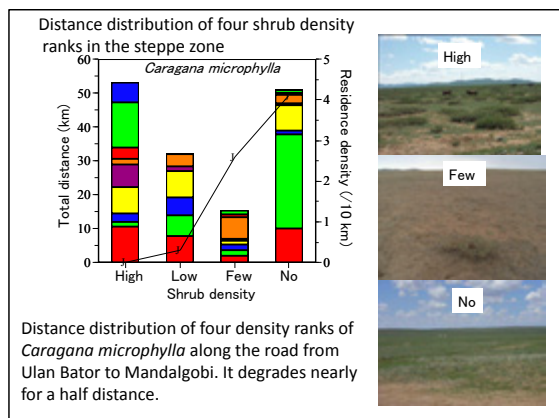 Distance distribution of four shrub density
ranks in the steppe zone
Caragana microphylla
60
50
40
30
20
10
0
Total distance (km)
5
4
3
2
1
0
Residence density (/10 km)
High Low Few No
Shrub density
High
Few
No
Distance distribution of four density ranks of
Caragana microphylla along the road from
Ulan Bator to Mandalgobi. It degrades nearly
for a half distance.